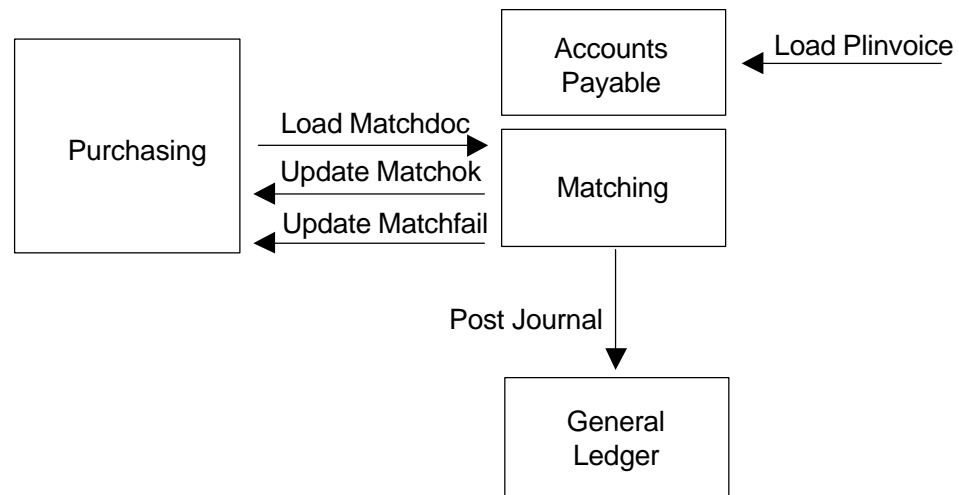 Accounts
Payable
Load Plinvoice
Load Matchdoc
Purchasing
Update Matchok
Matching
Update Matchfail
Post Journal
General
Ledger